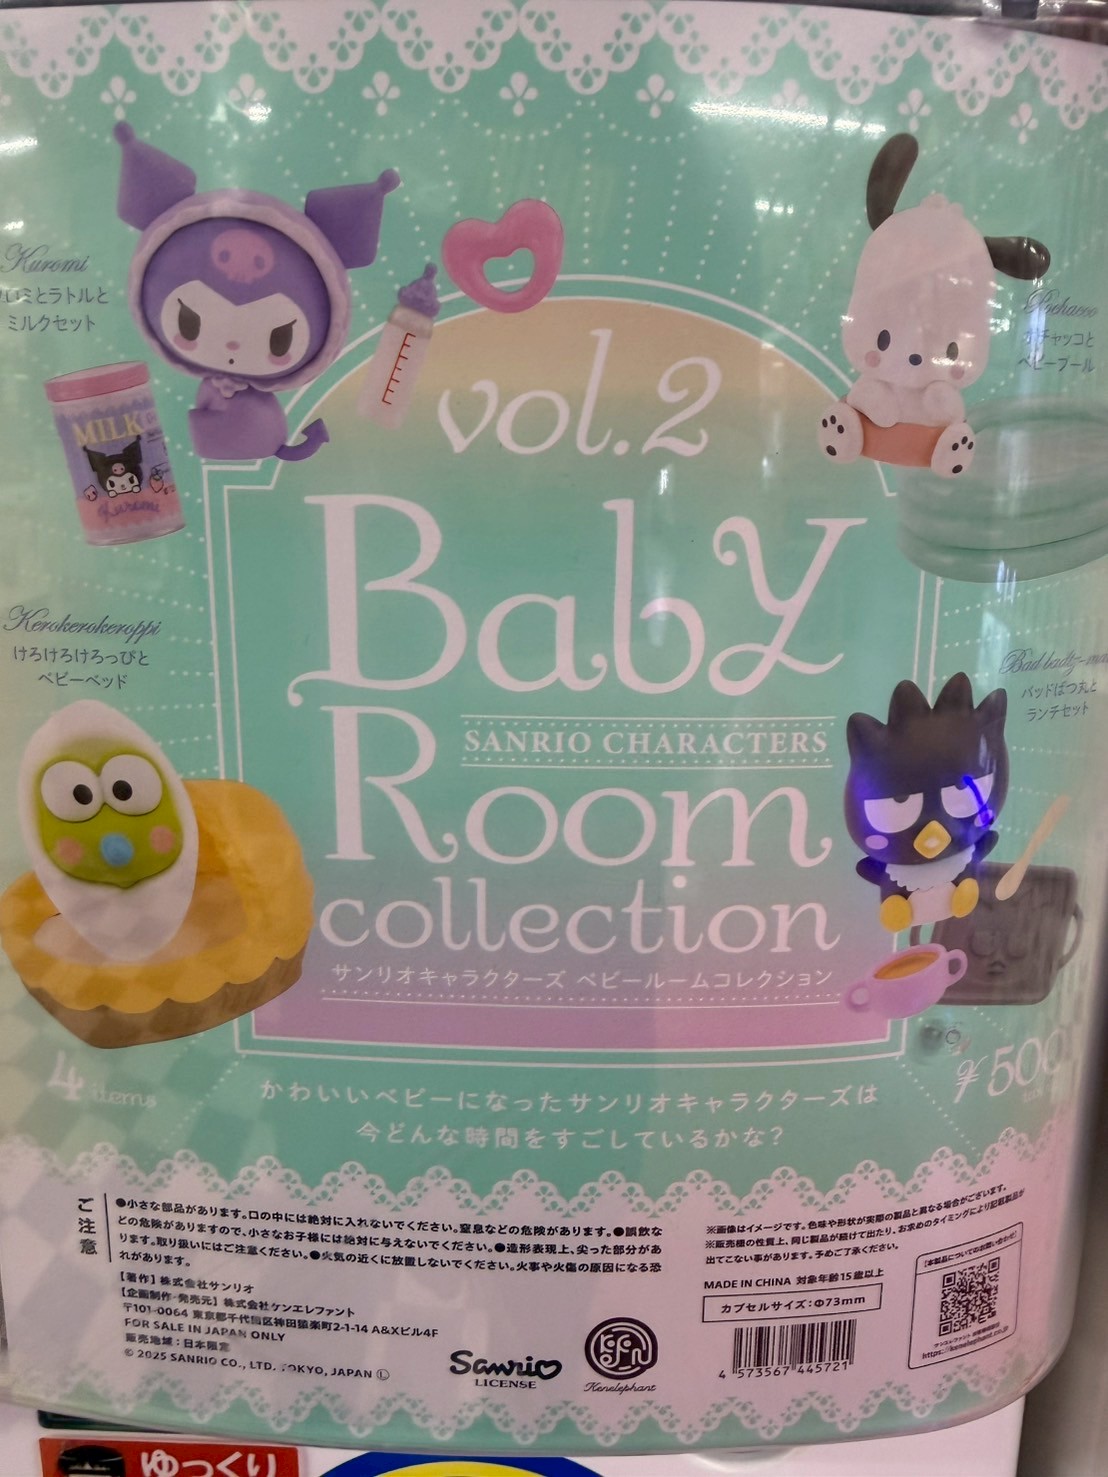 vol.2
Baby
SANRIO CHARACTERS
Room
collection
サンリオキャラクターズ ベビールームコレクション
Kuromi
ミとラトルと
ミルクセット
MILK
Kuromi
Pochacco
チャッコと
ベビープール
Kerokerokeroppi
けろけろけろっぴと
ベビーベッド
Bad badtz-ma
バッドばつ丸と
ランチセット
4 items
¥500
かわいいベビーになったサンリオキャラクターズは
今どんな時間をすごしているかな?
ご注意
●小さな部品があります。口の中には絶対に入れないでください。窒息などの危険があります。●誤飲な
どの危険がありますので、小さなお子様には絶対に与えないでください。●造形表現上、尖った部分があ
ります。取り扱いにはご注意ください。●火気の近くに放置しないでください。火事や火傷の原因になる恐
れがあります。
【著作】株式会社サンリオ
【企画制作・発売元】株式会社ケンエレファント
〒101-0064 東京都千代田区神田猿楽町2-1-14 A&Xビル4F
FOR SALE IN JAPAN ONLY
販売地域:日本限定
© 2025 SANRIO CO., LTD. TOKYO, JAPAN Ⓛ
Sanrio
LICENSE
Kenelephant
※画像はイメージです。色味や形状が実際の製品と異なる場合がございます。
※販売機の性質上、同じ製品が続けて出たり、お求めのタイミングにより記載製品が
出てこない事があります。予めご了承ください。
MADE IN CHINA 対象年齢15歳以上
カプセルサイズ:Φ73mm
4 573567 445721
【本製品についてのお問い合わせ】
https://kenelephant.co.jp
ゆっくり